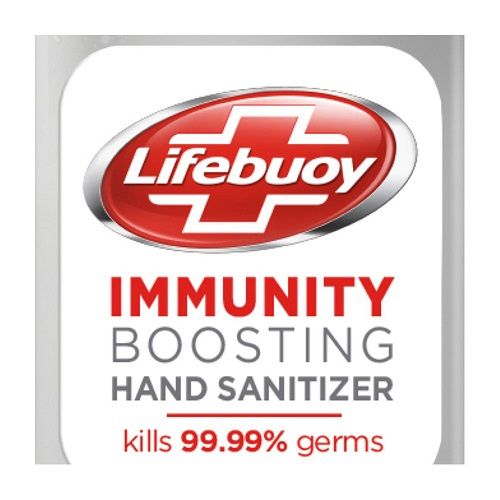 Lifebuoy
IMMUNITY
BOOSTING
HAND SANITIZER
kills 99.99% germs